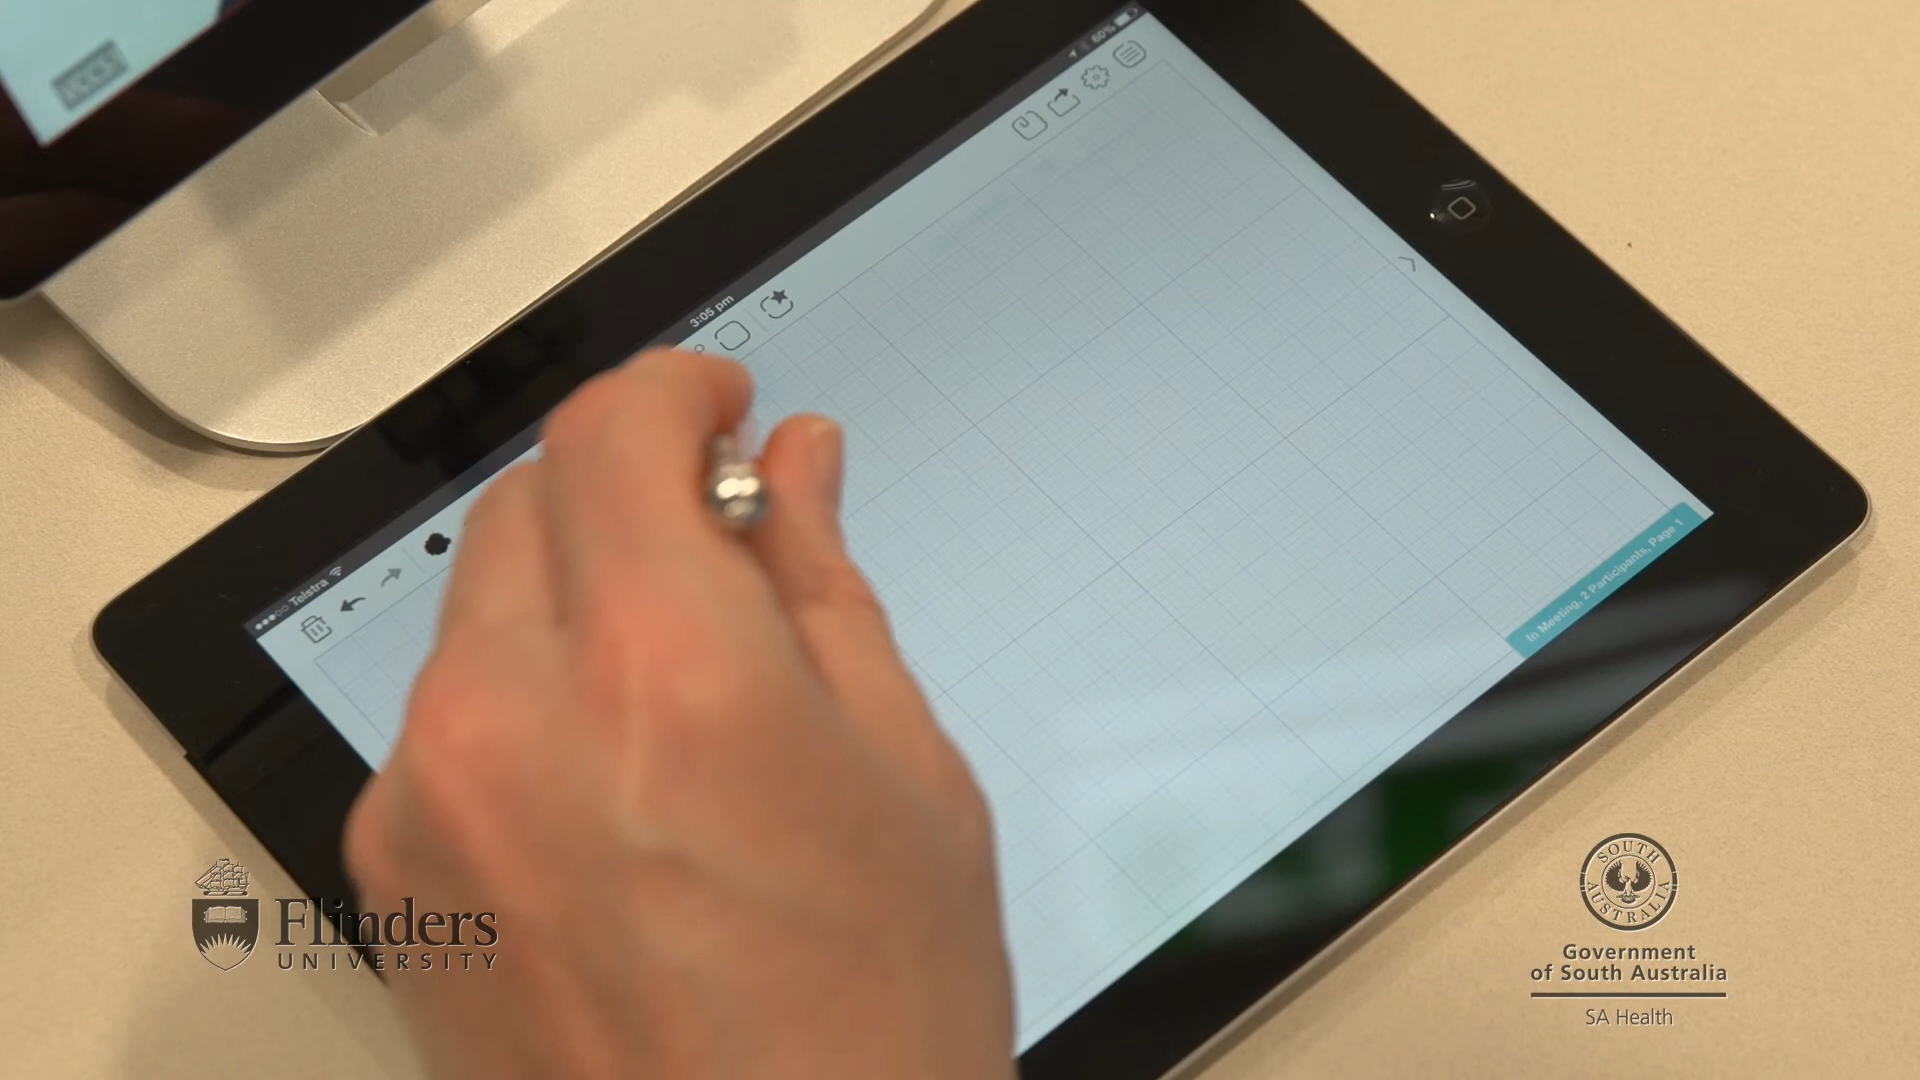 60%
3:05 pm
Telstra
In Meeting, 2 Participants, Page 1
Flinders
UNIVERSITY
SOUTH AUSTRALIA
Government
of South Australia
SA Health